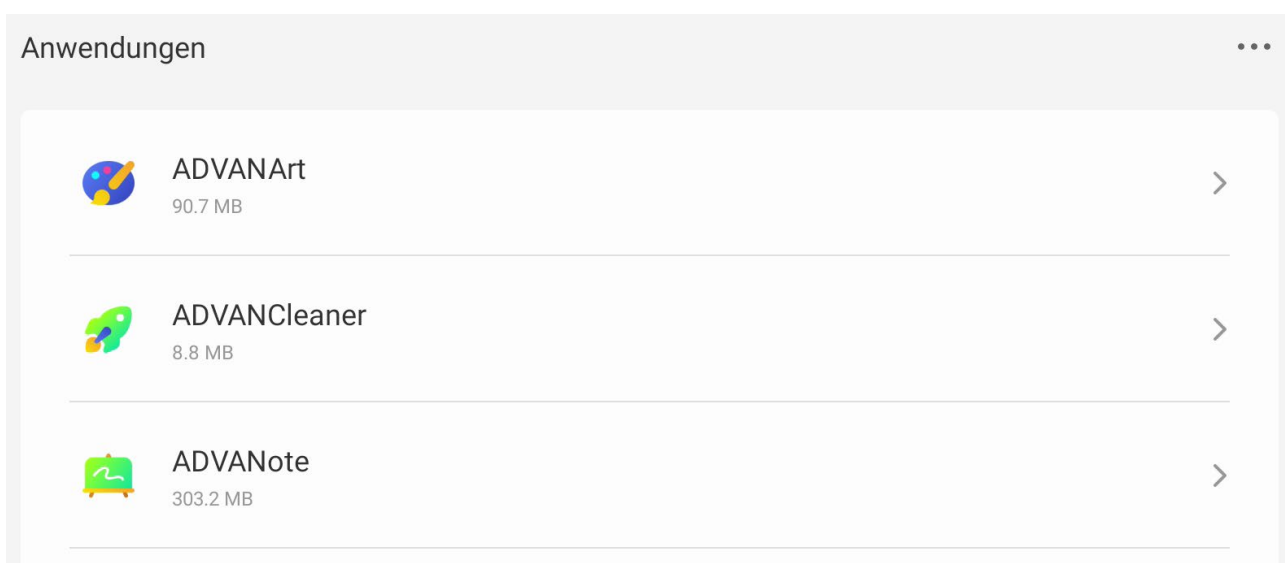 Anwendungen
ADVANArt
90.7 MB
ADVANCleaner
8.8 MB
ADVANote
303.2 MB